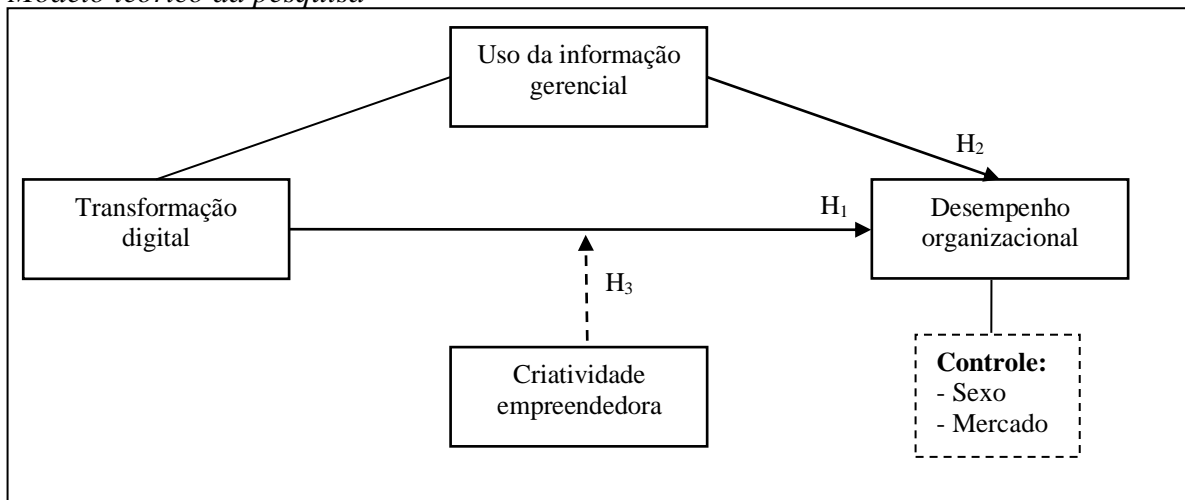 Modelo teórico da pesquisa
Uso da informação
gerencial
H2
Transformação
digital
H1
Desempenho
organizacional
H3
Criatividade
empreendedora
Controle:
- Sexo
- Mercado